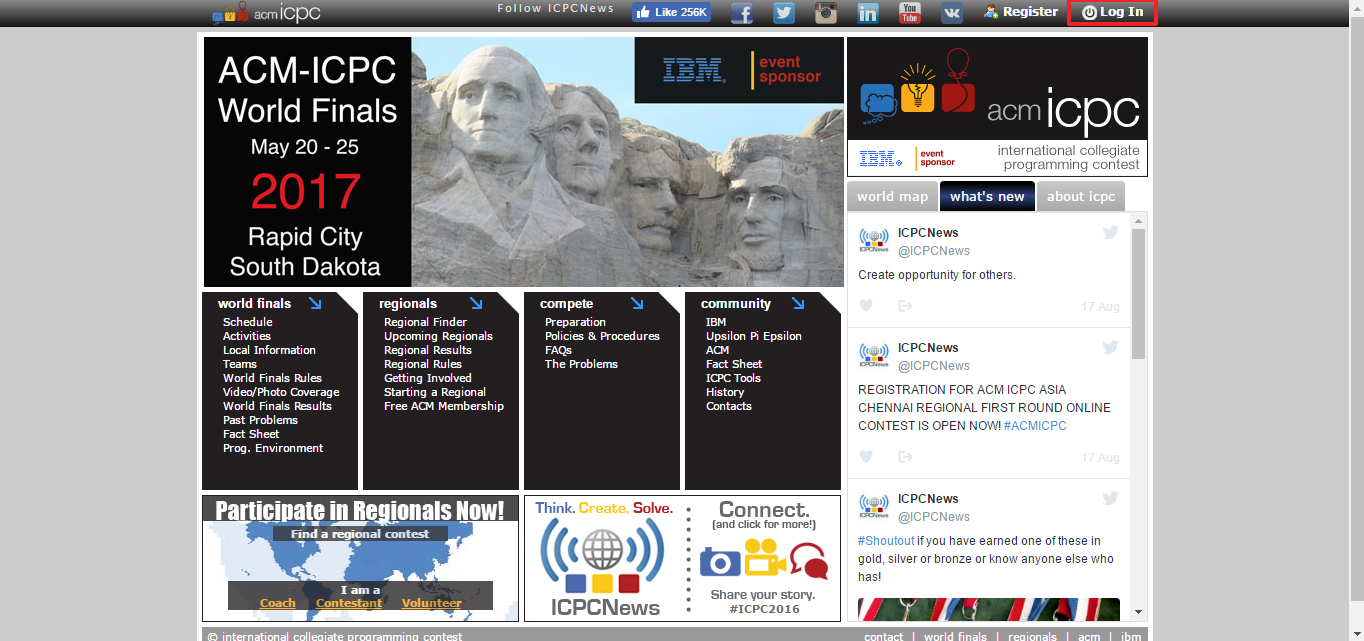 acm icpc
Follow ICPCNews
Like 256K
f
in
You
Tube
Register
Log In
ACM-ICPC
World Finals
May 20 - 25
2017
Rapid City
South Dakota
IBM.
event
sponsor
acm icpc
IBM
event
sponsor
international collegiate
programming contest
world map
what's new
about icpc
ICPCNews
ICPCNews
@ICPCNews
Create opportunity for others.
17 Aug
ICPCNews
ICPCNews
@ICPCNews
REGISTRATION FOR ACM ICPC ASIA
CHENNAI REGIONAL FIRST ROUND ONLINE
CONTEST IS OPEN NOW! #ACMICPC
17 Aug
ICPCNews
ICPCNews
@ICPCNews
#Shoutout if you have earned one of these in
gold, silver or bronze or know anyone else who
has!
world finals
Schedule
Activities
Local Information
Teams
World Finals Rules
Video/Photo Coverage
World Finals Results
Past Problems
Fact Sheet
Prog. Environment
regionals
Regional Finder
Upcoming Regionals
Regional Results
Regional Rules
Getting Involved
Starting a Regional
Free ACM Membership
compete
Preparation
Policies & Procedures
FAQs
The Problems
community
IBM
Upsilon Pi Epsilon
ACM
Fact Sheet
ICPC Tools
History
Contacts
Participate in Regionals Now!
Find a regional contest
I am a
Coach Contestant Volunteer
Think. Create. Solve.
ICPCNews
Connect.
(and click for more!)
Share your story.
#ICPC2016
© international collegiate programming contest
contact | world finals | regionals | acm | ibm